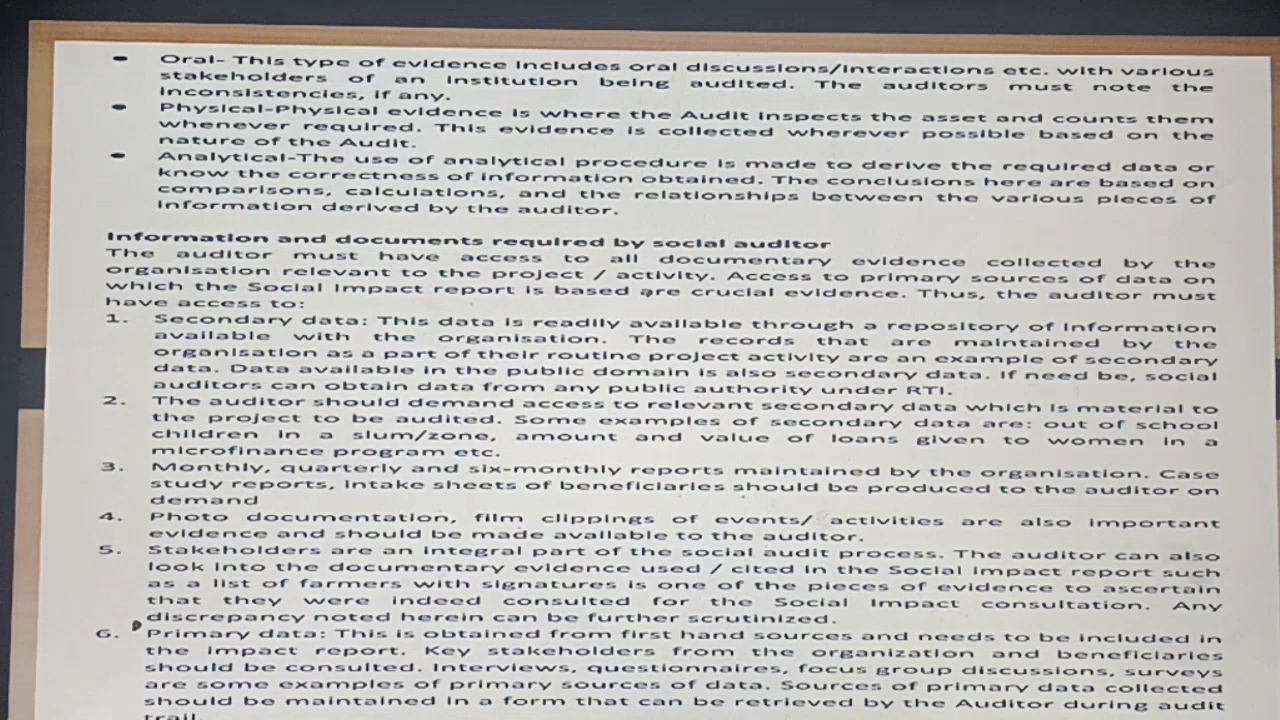 • Oral- This type of evidence includes oral discussions/interactions etc. with various
stakeholders of an institution being audited. The auditors must note the
inconsistencies, if any.
• Physical-Physical evidence is where the Audit inspects the asset and counts them
whenever required. This evidence is collected wherever possible based on the
nature of the Audit.
• Analytical-The use of analytical procedure is made to derive the required data or
know the correctness of information obtained. The conclusions here are based on
comparisons, calculations, and the relationships between the various pieces of
information derived by the auditor.
Information and documents required by social auditor
The auditor must have access to all documentary evidence collected by the
organisation relevant to the project / activity. Access to primary sources of data on
which the Social Impact report is based are crucial evidence. Thus, the auditor must
have access to:
1. Secondary data: This data is readily available through a repository of information
available with the organisation. The records that are maintained by the
organisation as a part of their routine project activity are an example of secondary
data. Data available in the public domain is also secondary data. If need be, social
auditors can obtain data from any public authority under RTI.
2. The auditor should demand access to relevant secondary data which is material to
the project to be audited. Some examples of secondary data are: out of school
children in a slum/zone, amount and value of loans given to women in a
microfinance program etc.
3. Monthly, quarterly and six-monthly reports maintained by the organisation. Case
study reports, intake sheets of beneficiaries should be produced to the auditor on
demand
4. Photo documentation, film clippings of events/ activities are also important
evidence and should be made available to the auditor.
5. Stakeholders are an integral part of the social audit process. The auditor can also
look into the documentary evidence used / cited in the Social Impact report such
as a list of farmers with signatures is one of the pieces of evidence to ascertain
that they were indeed consulted for the Social Impact consultation. Any
discrepancy noted herein can be further scrutinized.
6. Primary data: This is obtained from first hand sources and needs to be included in
the impact report. Key stakeholders from the organization and beneficiaries
should be consulted. Interviews, questionnaires, focus group discussions, surveys
are some examples of primary sources of data. Sources of primary data collected
should be maintained in a form that can be retrieved by the Auditor during audit
trail.